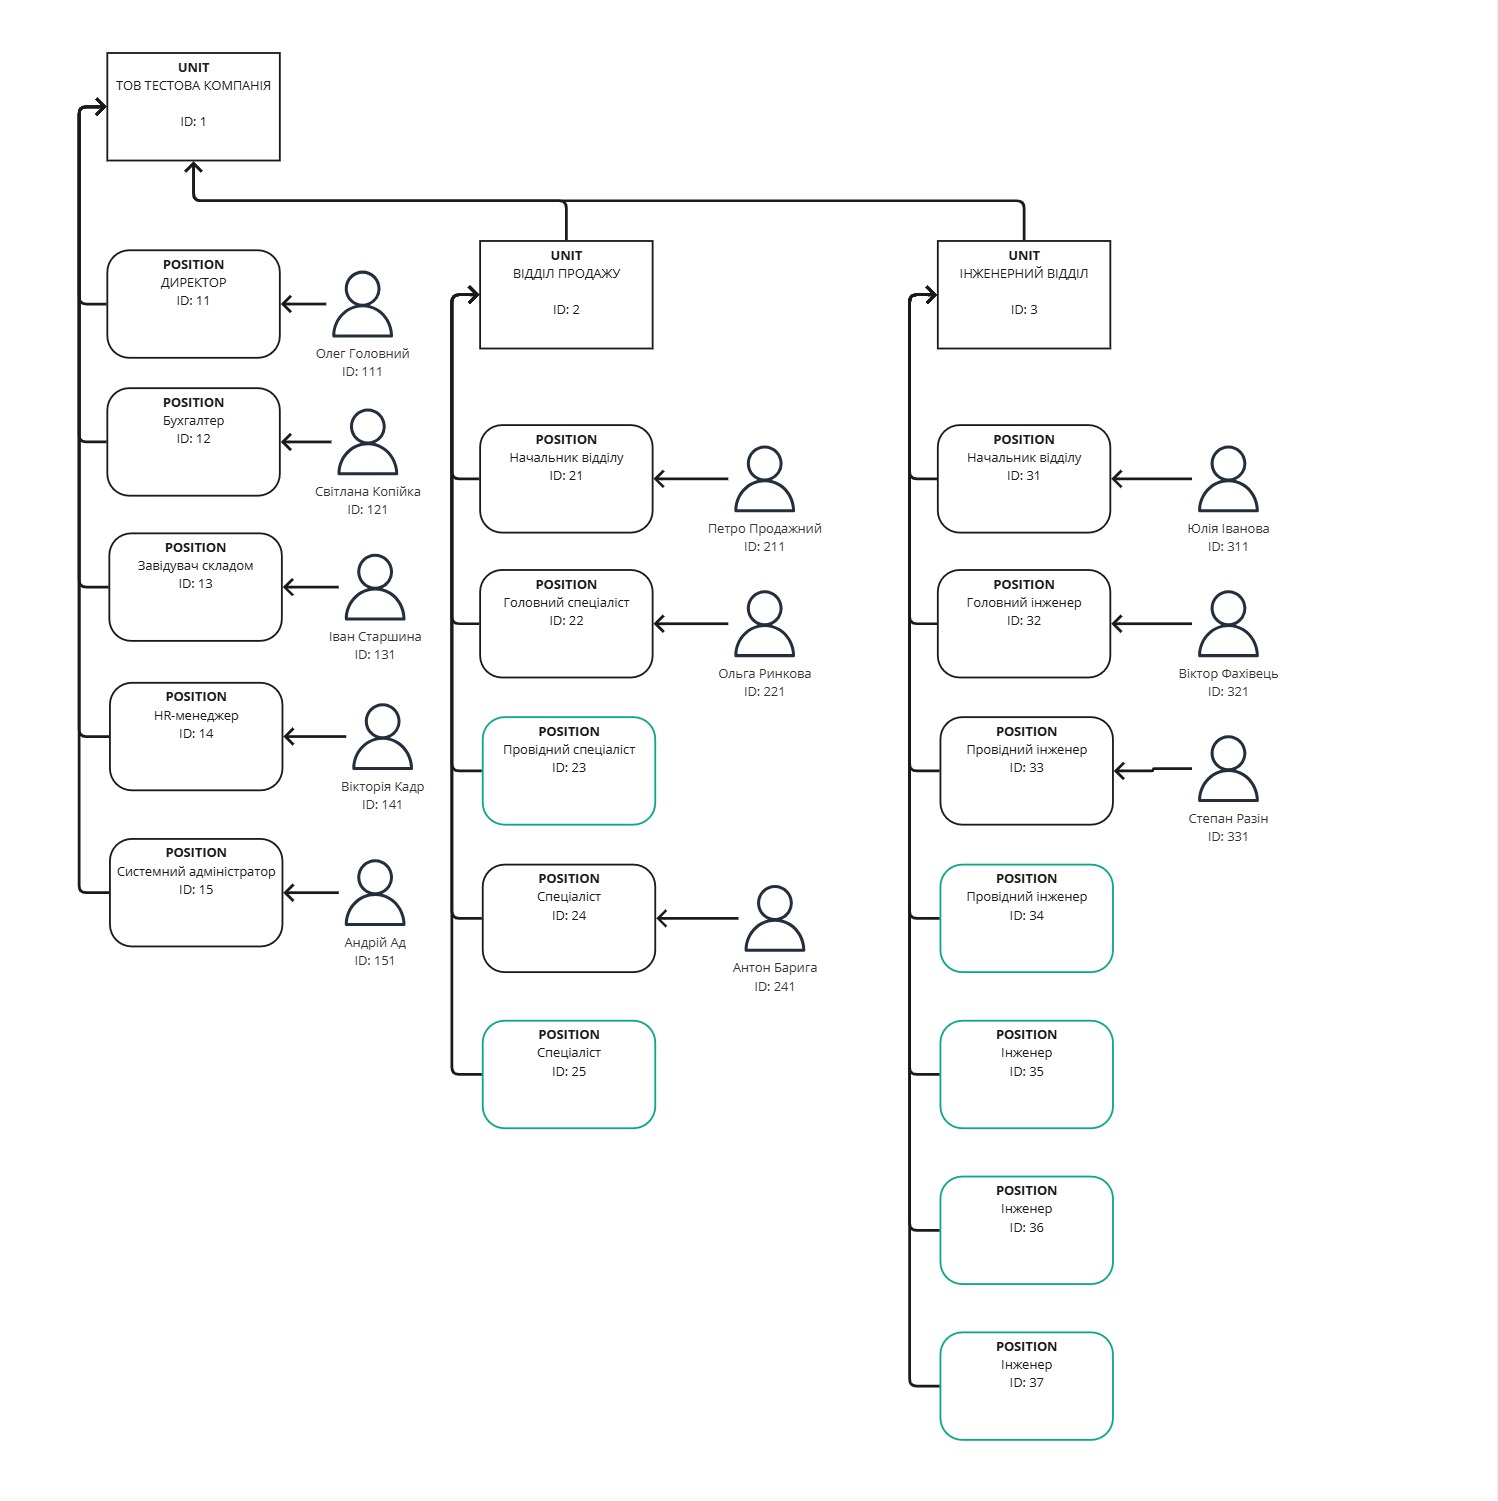 UNIT
ТОВ ТЕСТОВА КОМПАНІЯ
ID: 1
POSITION
ДИРЕКТОР
ID: 11
Олег Головний
ID: 111
POSITION
Бухгалтер
ID: 12
Світлана Копійка
ID: 121
POSITION
Завідувач складом
ID: 13
Іван Старшина
ID: 131
POSITION
HR-менеджер
ID: 14
Вікторія Кадр
ID: 141
POSITION
Системний адміністратор
ID: 15
Андрій Ад
ID: 151
UNIT
ВІДДІЛ ПРОДАЖУ
ID: 2
POSITION
Начальник відділу
ID: 21
Петро Продажний
ID: 211
POSITION
Головний спеціаліст
ID: 22
Ольга Ринкова
ID: 221
POSITION
Провідний спеціаліст
ID: 23
POSITION
Спеціаліст
ID: 24
Антон Барига
ID: 241
POSITION
Спеціаліст
ID: 25
UNIT
ІНЖЕНЕРНИЙ ВІДДІЛ
ID: 3
POSITION
Начальник відділу
ID: 31
Юлія Іванова
ID: 311
POSITION
Головний інженер
ID: 32
Віктор Фахівець
ID: 321
POSITION
Провідний інженер
ID: 33
Степан Разін
ID: 331
POSITION
Провідний інженер
ID: 34
POSITION
Інженер
ID: 35
POSITION
Інженер
ID: 36
POSITION
Інженер
ID: 37